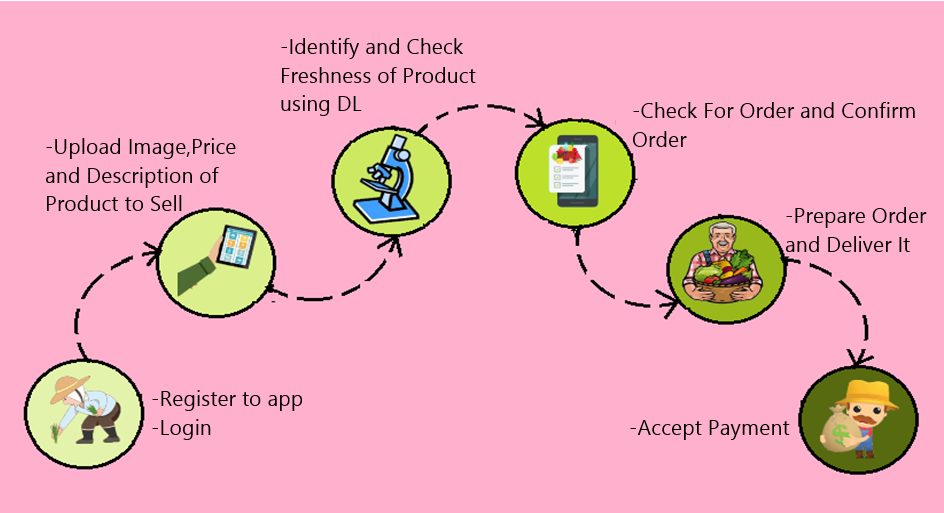 -Register to app
-Login
-Upload Image,Price
and Description of
Product to Sell
-Identify and Check
Freshness of Product
using DL
-Check For Order and Confirm
Order
-Prepare Order
and Deliver It
-Accept Payment